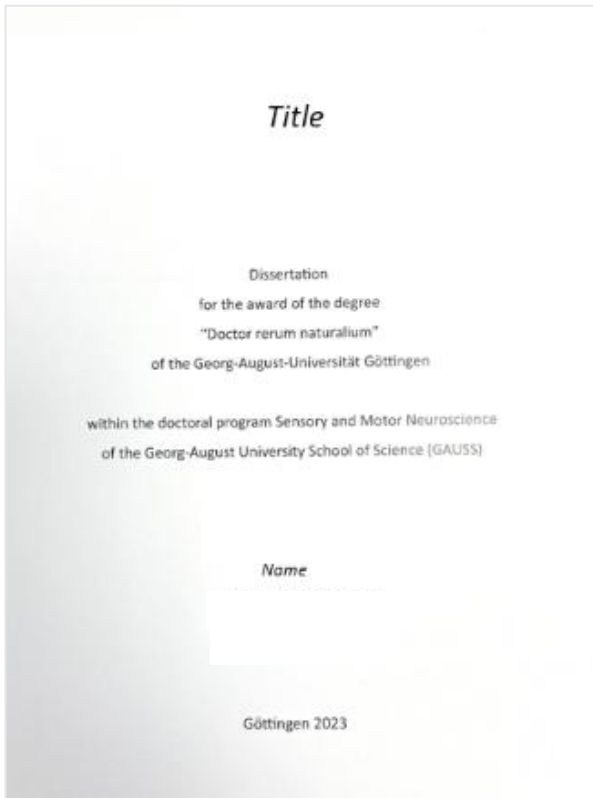 Title
Dissertation
for the award of the degree
"Doctor rerum naturalium"
of the Georg-August-Universität Göttingen
within the doctoral program Sensory and Motor Neuroscience
of the Georg-August University School of Science (GAUSS)
Name
Göttingen 2023